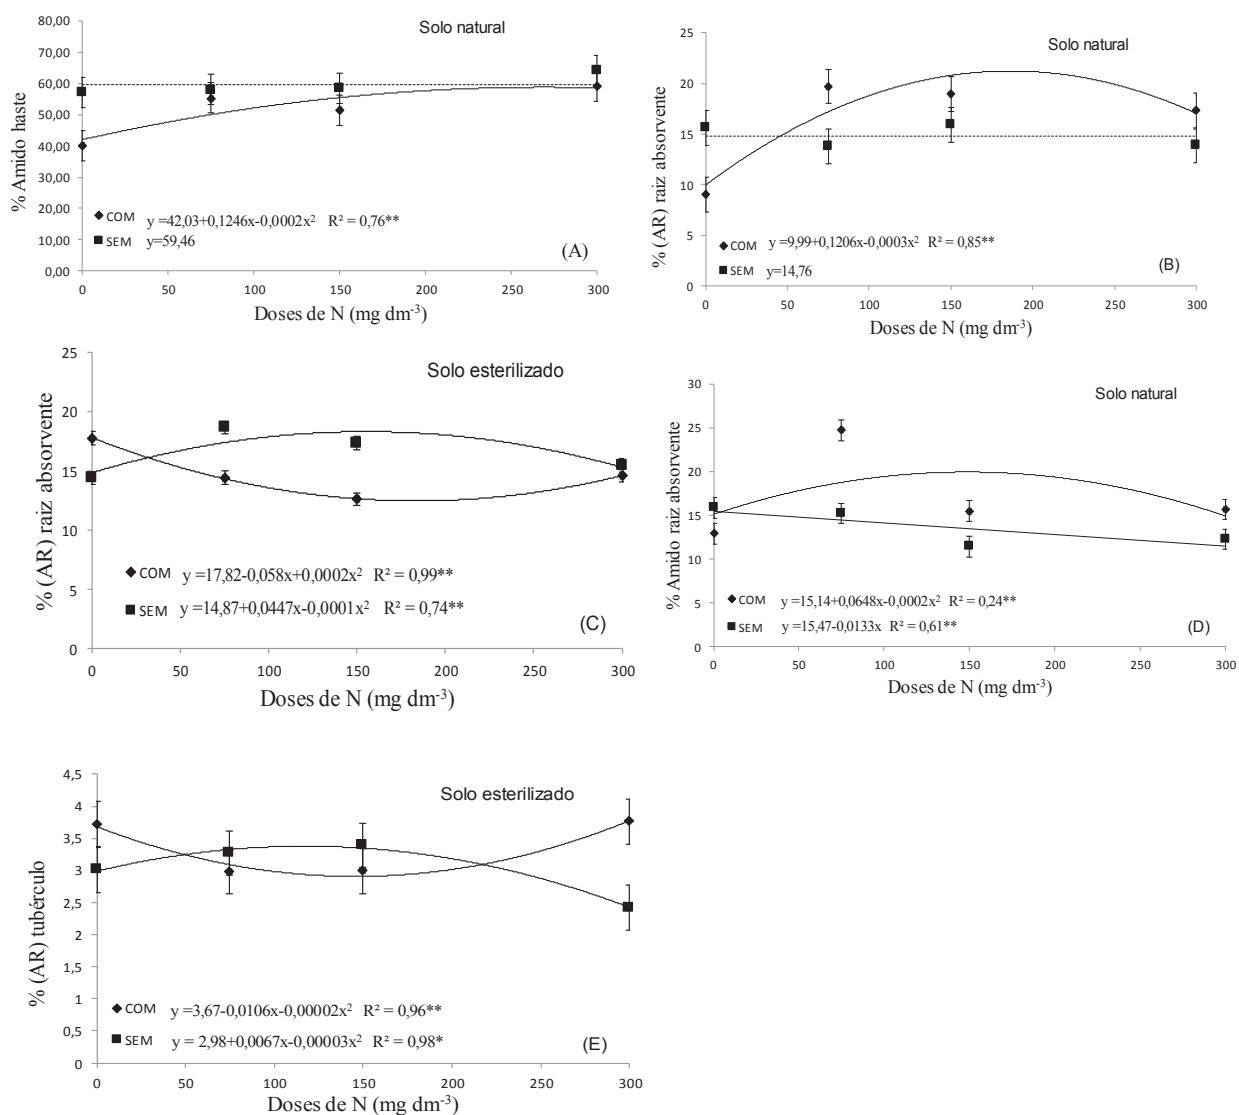 Solo natural
% Amido haste
80,00
70,00
60,00
50,00
40,00
30,00
20,00
10,00
0,00
COM y =42,03+0,1246x-0,0002x² R² = 0,76**
SEM y=59,46
(A)
0 50 100 150 200 250 300
Doses de N (mg dm⁻³)
Solo natural
% (AR) raiz absorvente
25
20
15
10
5
0
COM y =9,99+0,1206x-0,0003x² R² = 0,85**
SEM y=14,76
(B)
0 50 100 150 200 250 300
Doses de N (mg dm⁻³)
Solo esterilizado
% (AR) raiz absorvente
25
20
15
10
5
0
COM y =17,82-0,058x+0,0002x² R² = 0,99**
SEM y=14,87+0,0447x-0,0001x² R² = 0,74**
(C)
0 50 100 150 200 250 300
Doses de N (mg dm⁻³)
Solo natural
% Amido raiz absorvente
30
25
20
15
10
5
0
COM y =15,14+0,0648x-0,0002x² R² = 0,24**
SEM y =15,47-0,0133x R² = 0,61**
(D)
0 50 100 150 200 250 300
Doses de N (mg dm⁻³)
Solo esterilizado
% (AR) tubérculo
4,5
4
3,5
3
2,5
2
1,5
1
0,5
0
COM y =3,67-0,0106x-0,00002x² R² = 0,96**
SEM y = 2,98+0,0067x-0,00003x² R² = 0,98*
(E)
0 50 100 150 200 250 300
Doses de N (mg dm⁻³)